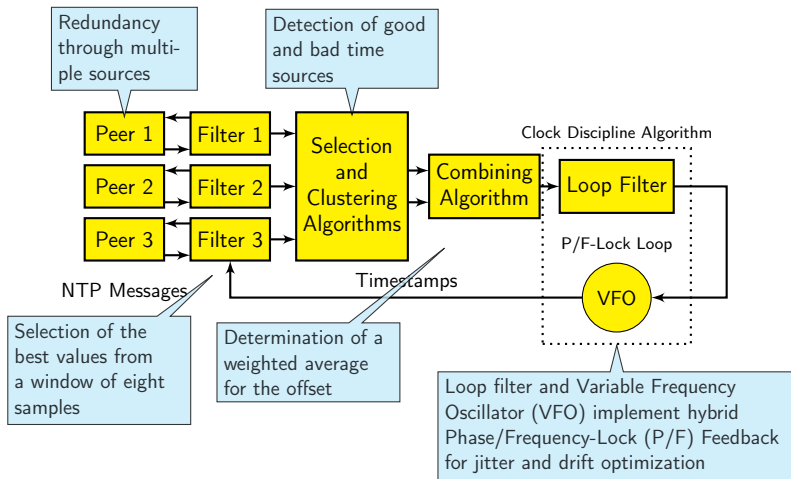 Redundancy
through multi-
ple sources
Detection of good
and bad time
sources
Peer 1
Filter 1
Peer 2
Filter 2
Peer 3
Filter 3
Selection
and
Clustering
Algorithms
Combining
Algorithm
Clock Discipline Algorithm
Loop Filter
P/F-Lock Loop
VFO
NTP Messages
Timestamps
Selection of the
best values from
a window of eight
samples
Determination of a
weighted average
for the offset
Loop filter and Variable Frequency
Oscillator (VFO) implement hybrid
Phase/Frequency-Lock (P/F) Feedback
for jitter and drift optimization